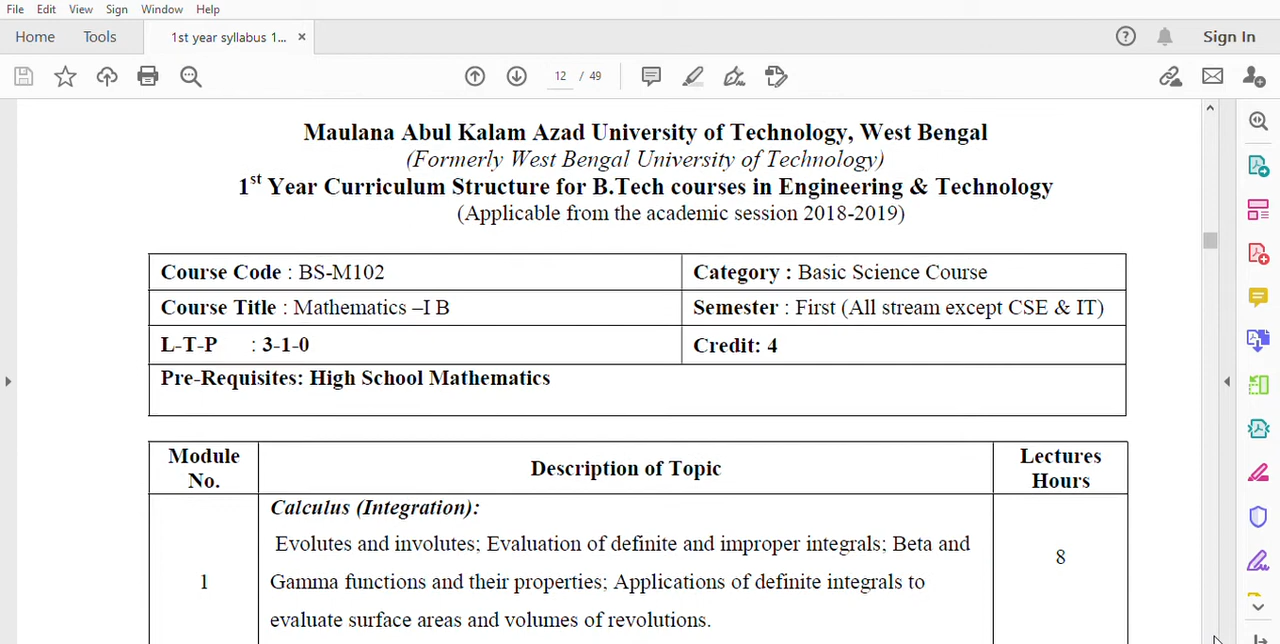 File Edit View Sign Window Help
Home Tools 1st year syllabus 1... × Sign In
12 / 49
Maulana Abul Kalam Azad University of Technology, West Bengal
(Formerly West Bengal University of Technology)
1st Year Curriculum Structure for B.Tech courses in Engineering & Technology
(Applicable from the academic session 2018-2019)
Course Code : BS-M102 Category : Basic Science Course
Course Title : Mathematics –I B Semester : First (All stream except CSE & IT)
L-T-P : 3-1-0 Credit: 4
Pre-Requisites: High School Mathematics
Module No. Description of Topic Lectures Hours
Calculus (Integration):
Evolutes and involutes; Evaluation of definite and improper integrals; Beta and
1 Gamma functions and their properties; Applications of definite integrals to 8
evaluate surface areas and volumes of revolutions.